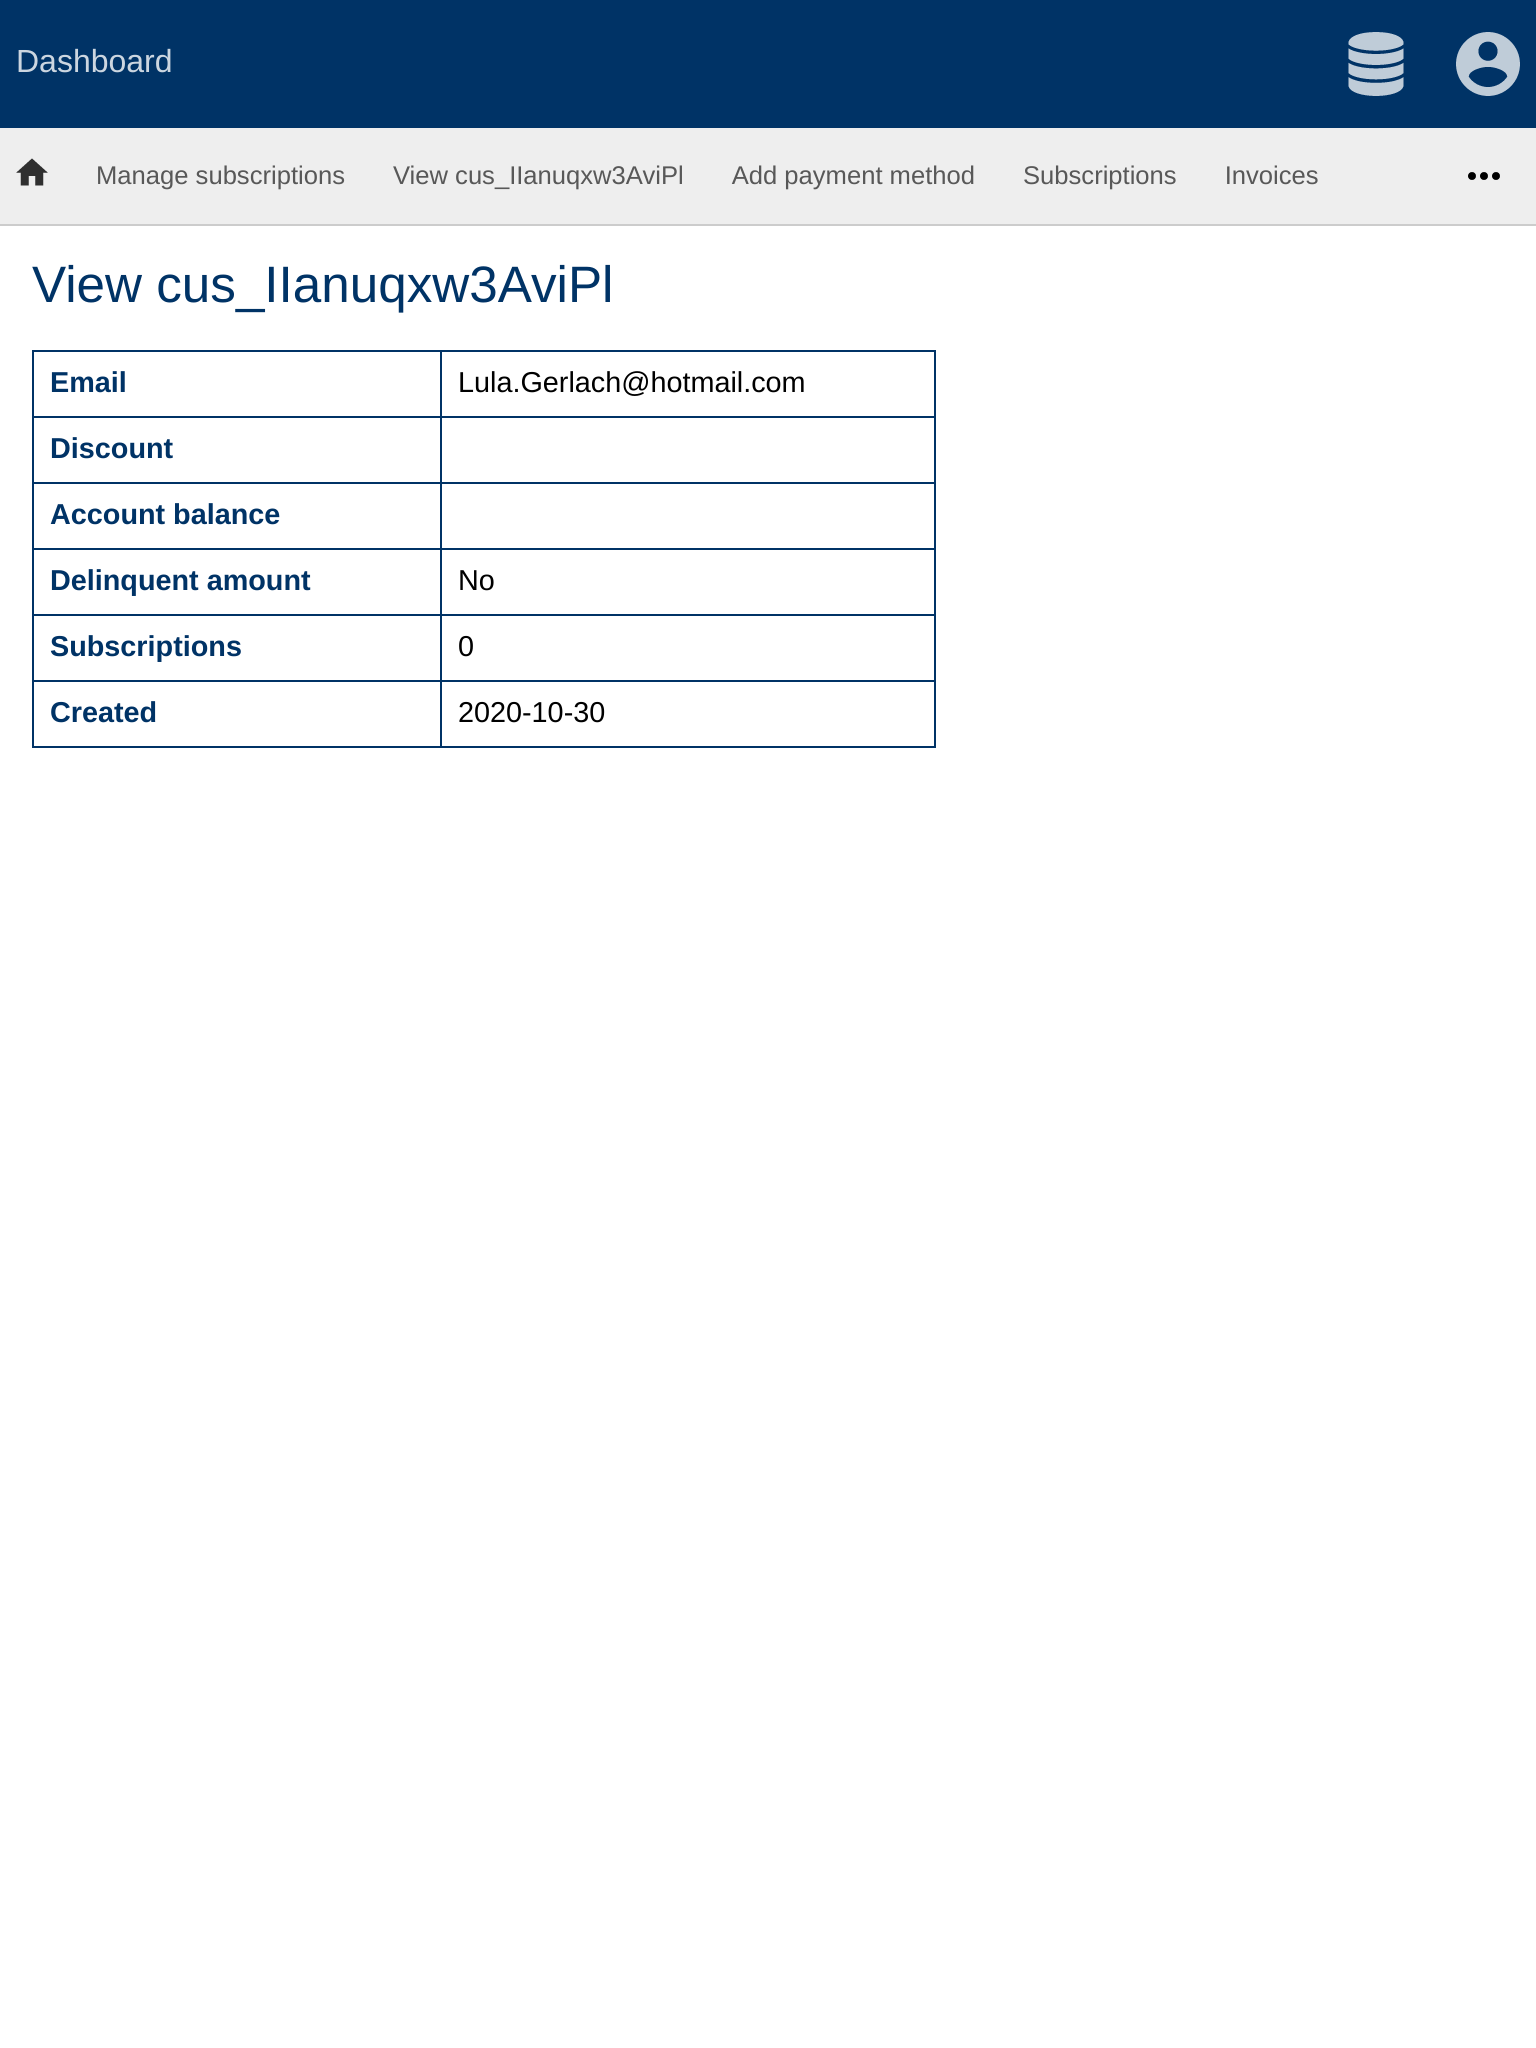 Dashboard
Manage subscriptions View cus_IIanuqxw3AviPl Add payment method Subscriptions Invoices
View cus_IIanuqxw3AviPl
Email Lula.Gerlach@hotmail.com
Discount
Account balance
Delinquent amount No
Subscriptions 0
Created 2020-10-30